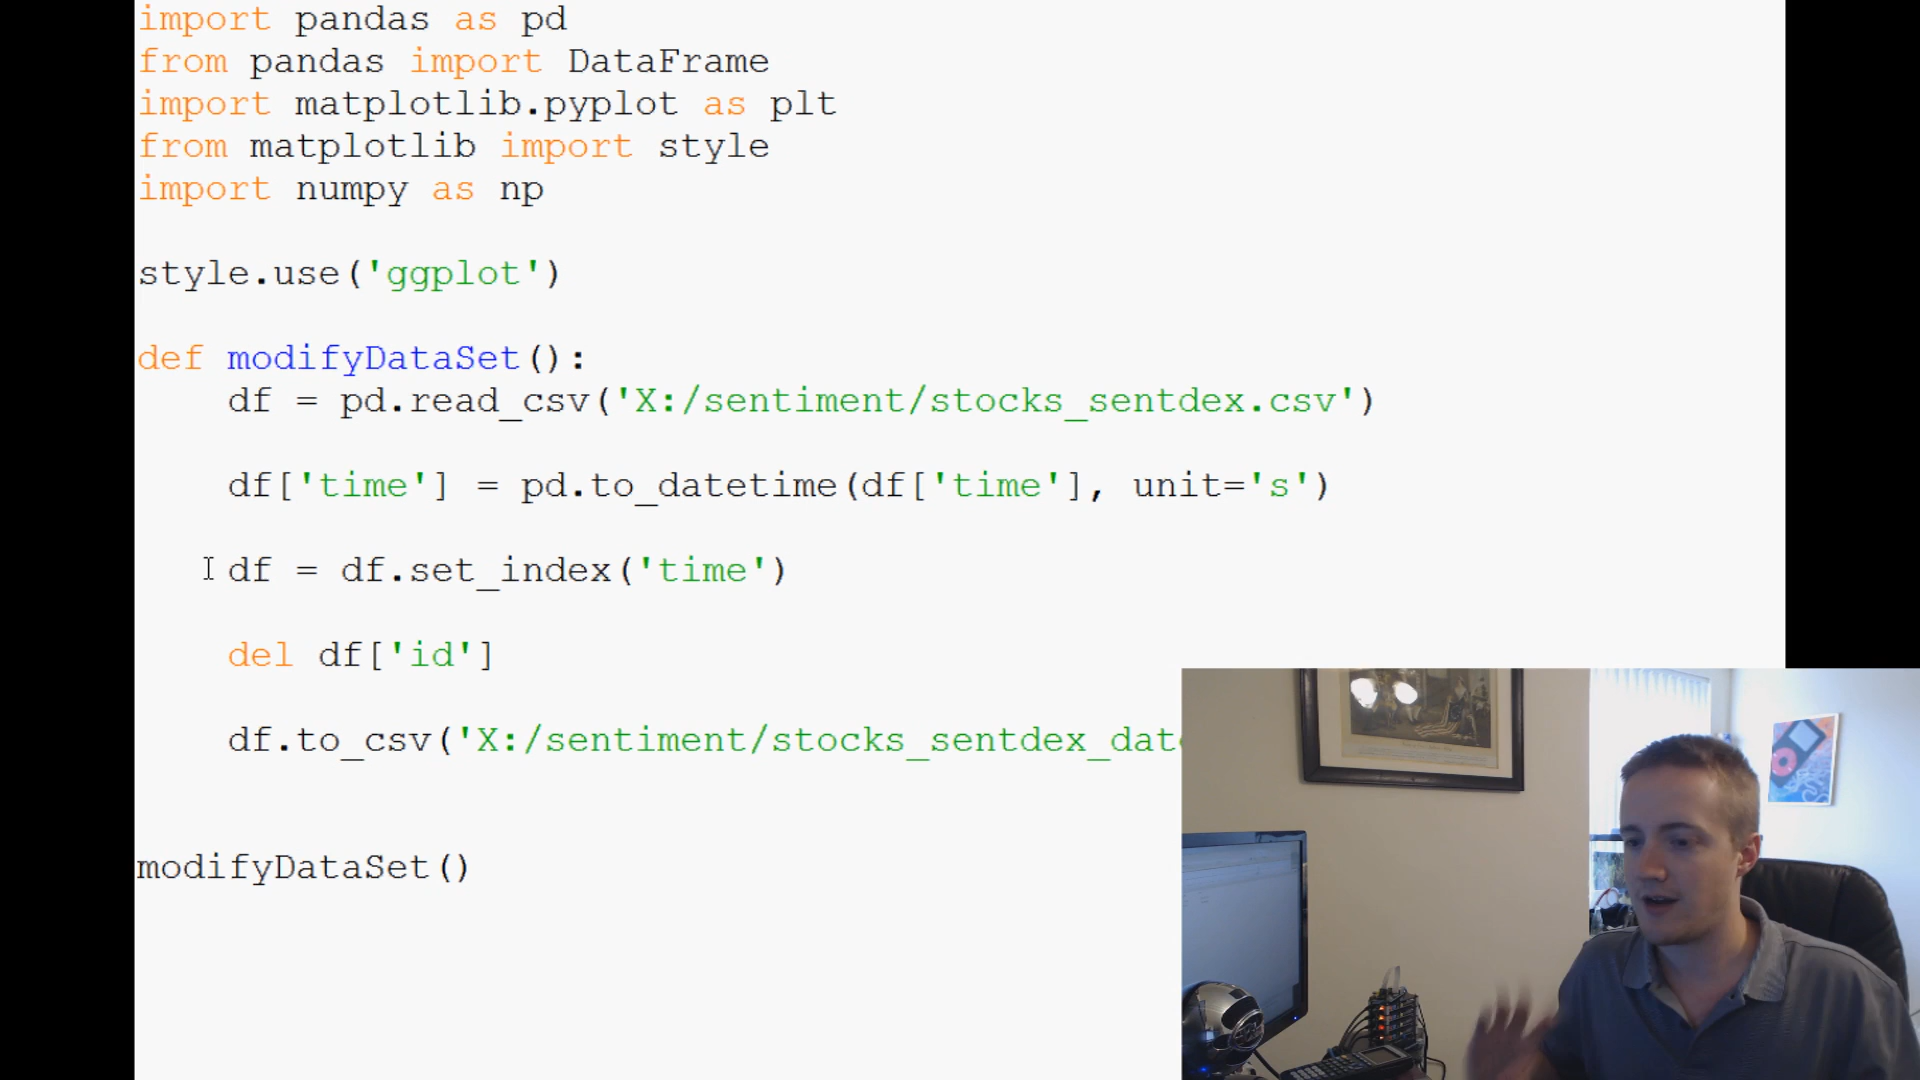 import pandas as pd
from pandas import DataFrame
import matplotlib.pyplot as plt
from matplotlib import style
import numpy as np
style.use('ggplot')
def modifyDataSet():
df = pd.read_csv('X:/sentiment/stocks_sentdex.csv')
df['time'] = pd.to_datetime(df['time'], unit='s')
df = df.set_index('time')
del df['id']
df.to_csv('X:/sentiment/stocks_sentdex_dat
modifyDataSet()